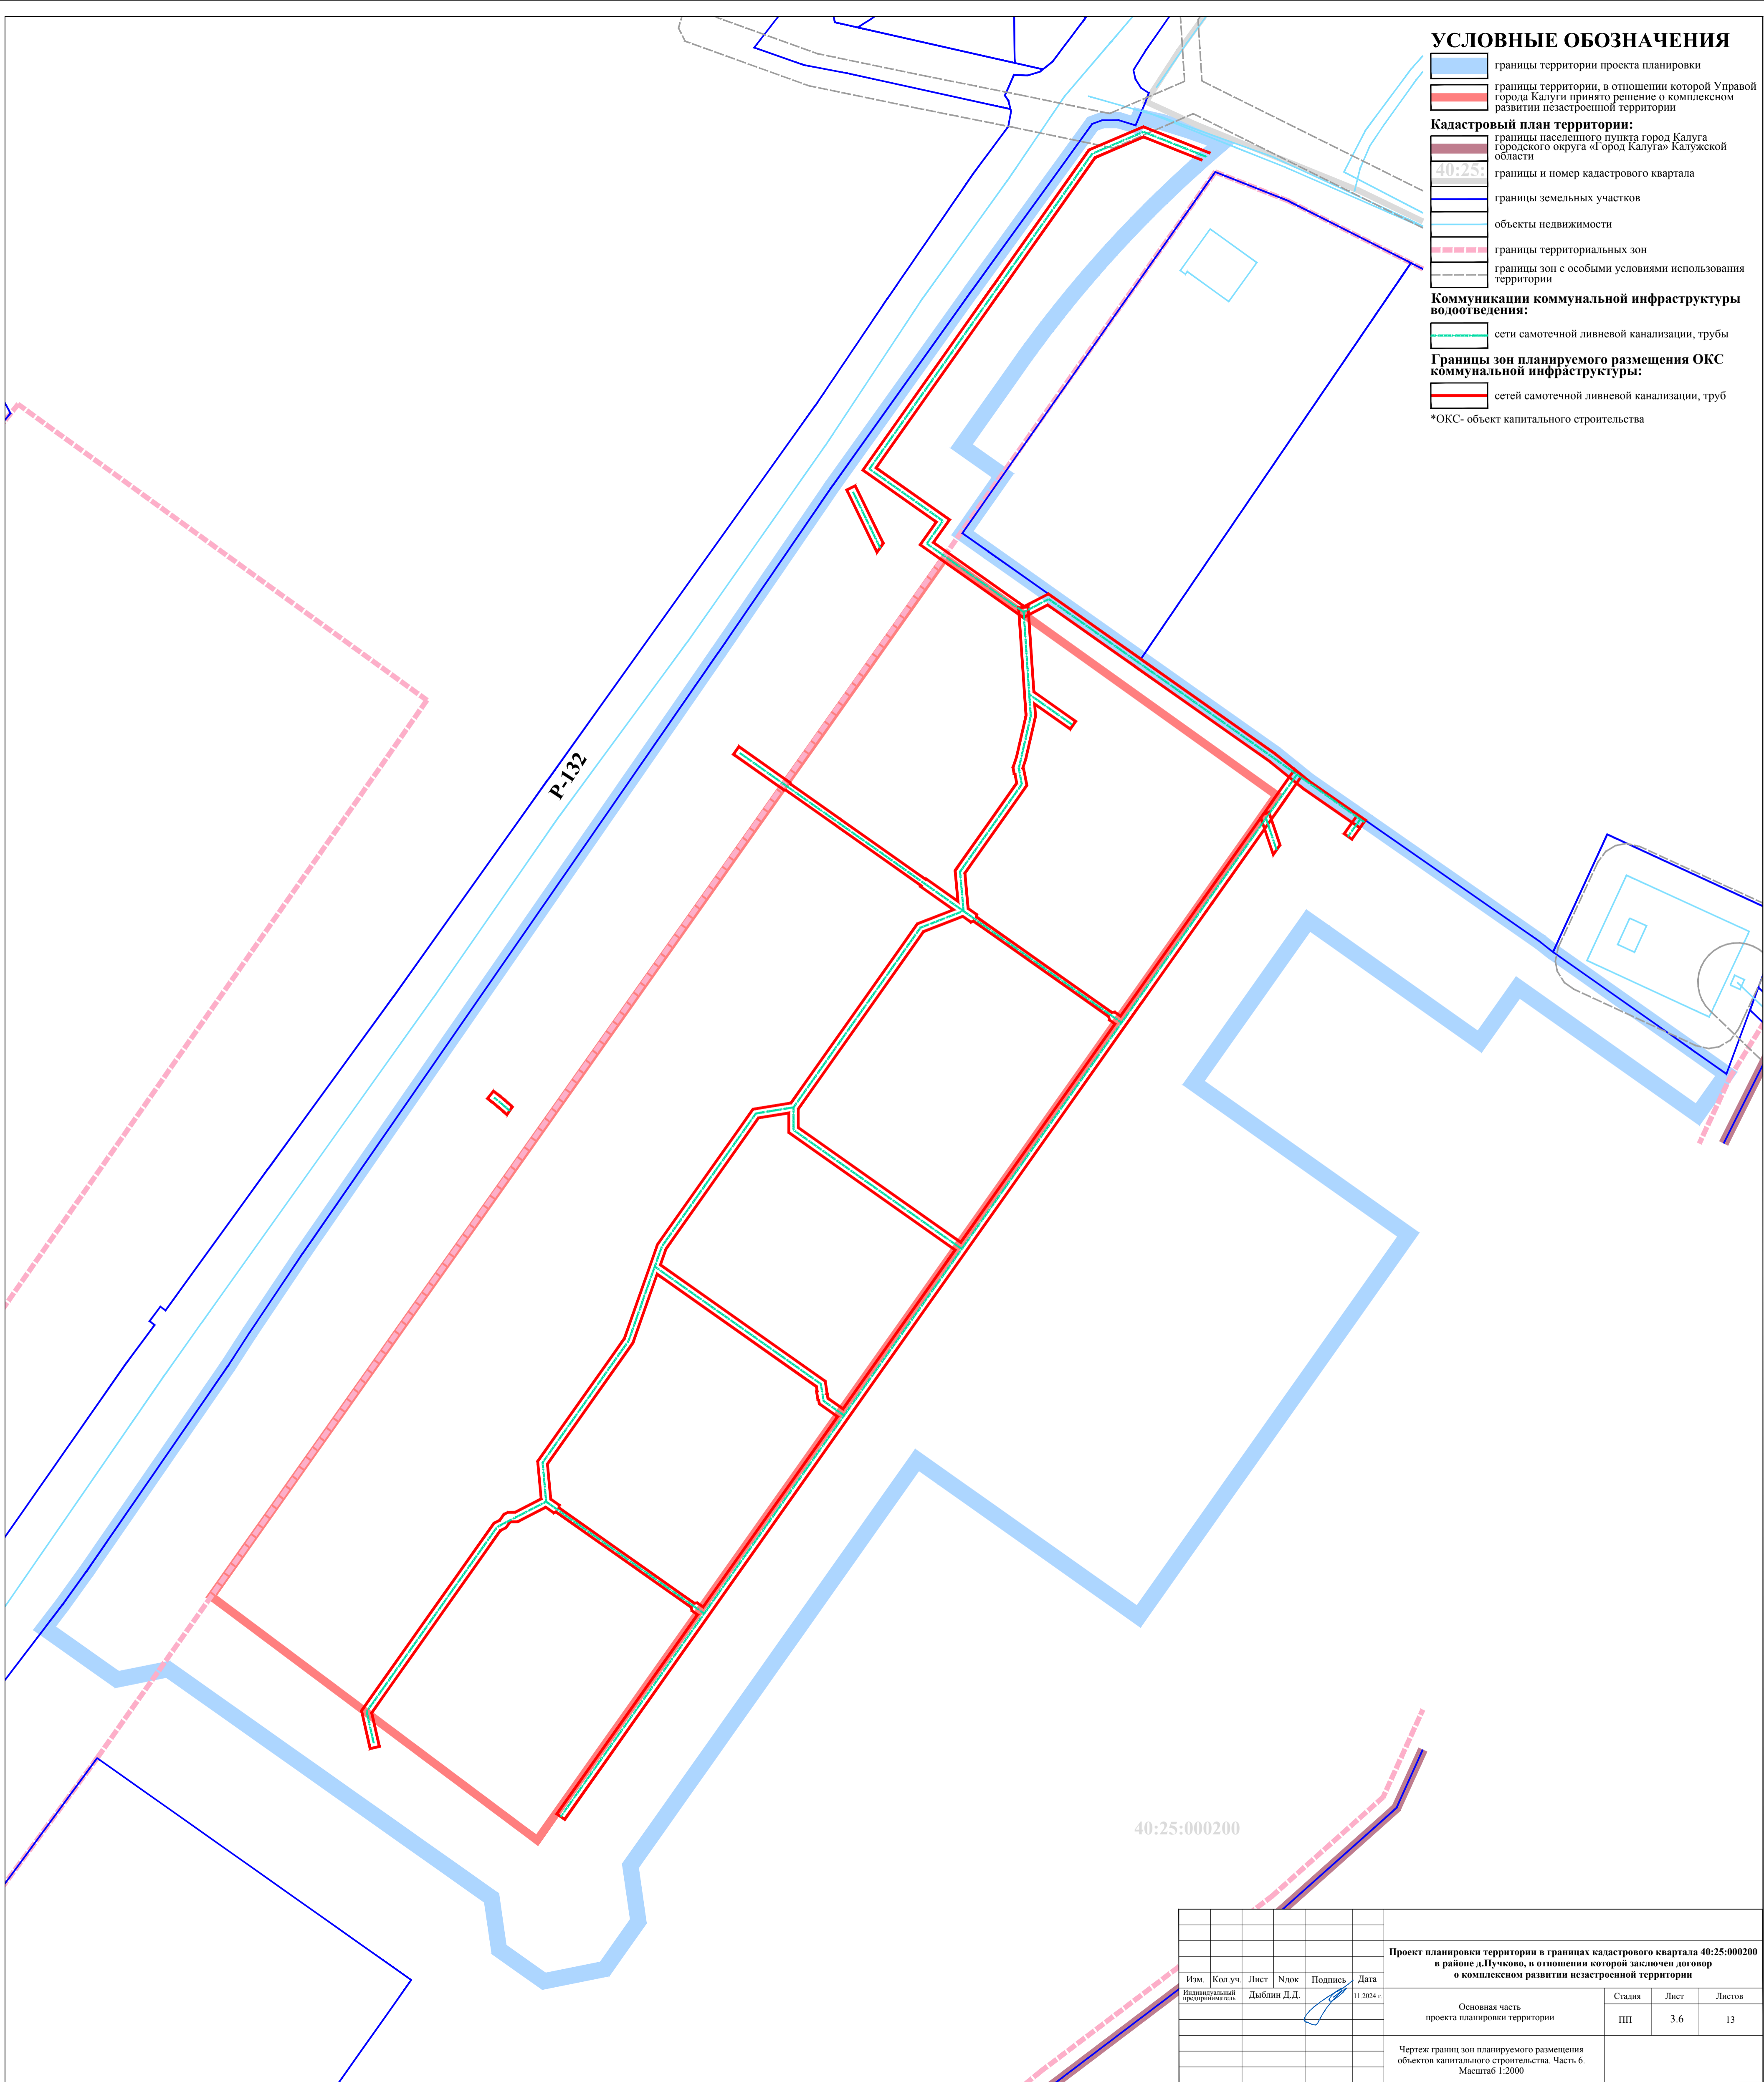 УСЛОВНЫЕ ОБОЗНАЧЕНИЯ
границы территории проекта планировки
границы территории, в отношении которой Управой
города Калуги принято решение о комплексном
развитии незастроенной территории
Кадастровый план территории:
границы населенного пункта город Калуга
городского округа «Город Калуга» Калужской
области
40:25:
границы и номер кадастрового квартала
границы земельных участков
объекты недвижимости
границы территориальных зон
границы зон с особыми условиями использования
территории
Коммуникации коммунальной инфраструктуры
водоотведения:
сети самотечной ливневой канализации, трубы
Границы зон планируемого размещения ОКС
коммунальной инфраструктуры:
сетей самотечной ливневой канализации, труб
*ОКС- объект капитального строительства
Р-132
40:25:000200
Проект планировки территории в границах кадастрового квартала 40:25:000200
в районе д.Пучково, в отношении которой заключен договор
о комплексном развитии незастроенной территории
Изм. Кол.уч. Лист Nдок Подпись Дата
Индивидуальный
предприниматель
Дыблин Д.Д. 11.2024 г.
Основная часть
проекта планировки территории
Стадия Лист Листов
ПП 3.6 13
Чертеж границ зон планируемого размещения
объектов капитального строительства. Часть 6.
Масштаб 1:2000